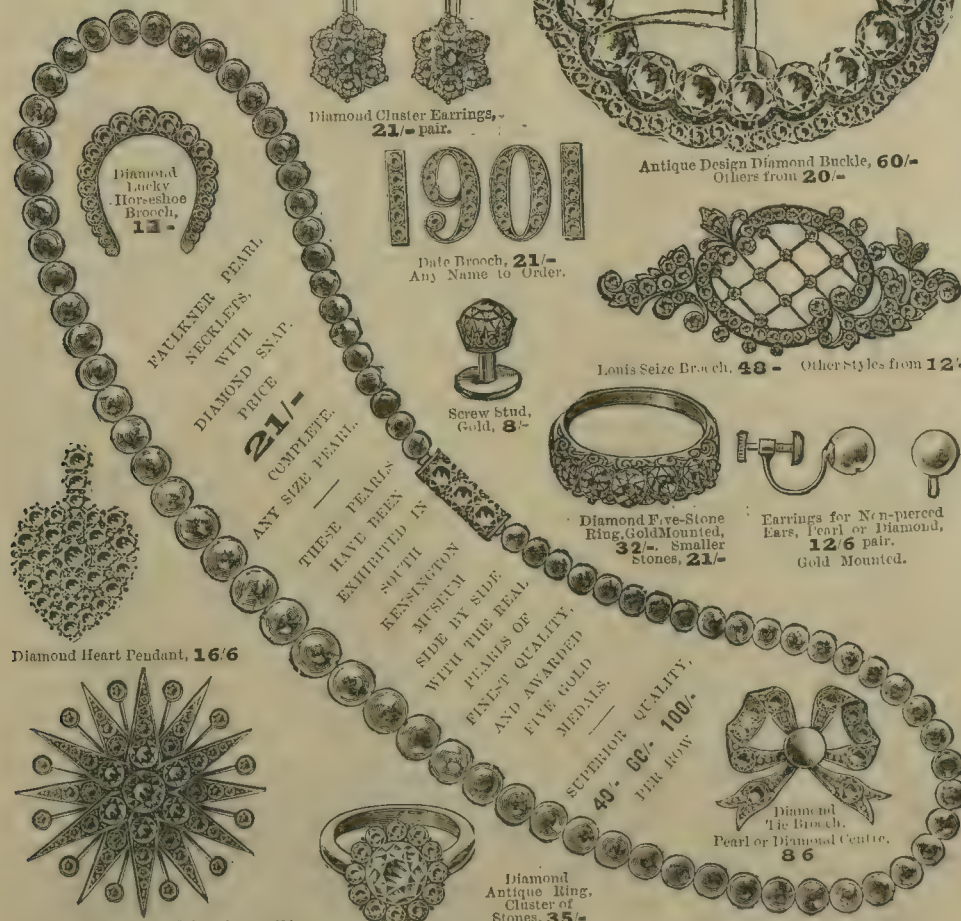 Diamond Cluster Earrings,
21/- pair.
Antique Design Diamond Buckle, 60/-
Others from 20/-
Diamond
Lucky
Horseshoe
Brooch,
1901
Date Brooch, 21/-
Any Name to Order.
Louis Seize Brooch, 48- Other Styles from 12/-
FAULKNER PEARL
NECKLETS,
WITH
DIAMOND SNAP.
PRICE
21/-
COMPLETE.
ANY SIZE PEARL.
THESE PEARLS
HAVE BEEN
EXHIBITED IN
SOUTH
KENSINGTON
MUSEUM
SIDE BY SIDE
WITH THE REAL
PEARLS OF
FINEST QUALITY,
AND AWARDED
FIVE GOLD
MEDALS.
SUPERIOR QUALITY,
40/- 60/- 100/-
PER ROW
Screw Stud,
Gold, 8/-
Diamond Five-Stone
Ring, Gold Mounted,
32/-. Smaller
Stones, 21/-
Earrings for Non-pierced
Ears, Pearl or Diamond,
12/6 pair.
Gold Mounted.
Diamond Heart Pendant, 16/6
Diamond
Tie Brooch.
Pearl or Diamond Centre,
8 6
Diamond
Antique Ring,
Cluster of
Stones, 35/-